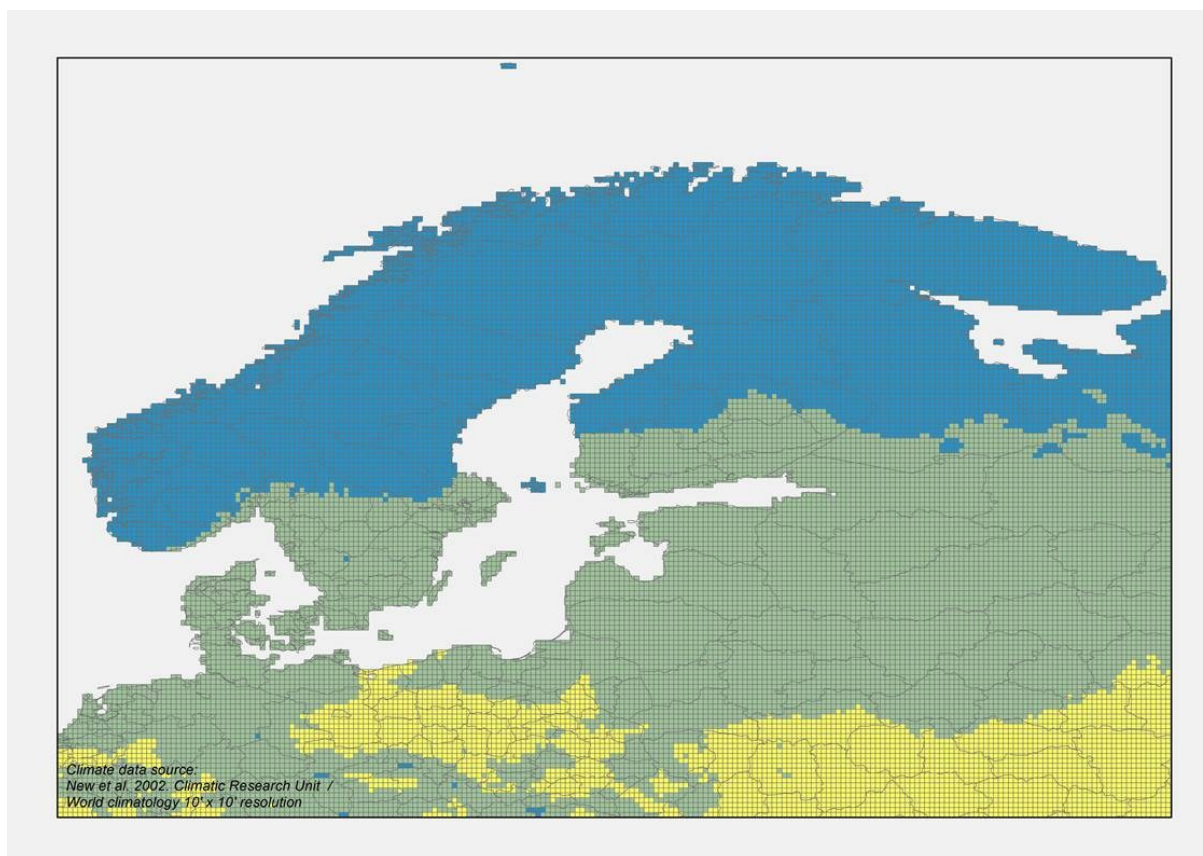 Climate data source:
New et al. 2002. Climatic Research Unit /
World climatology 10' x 10' resolution